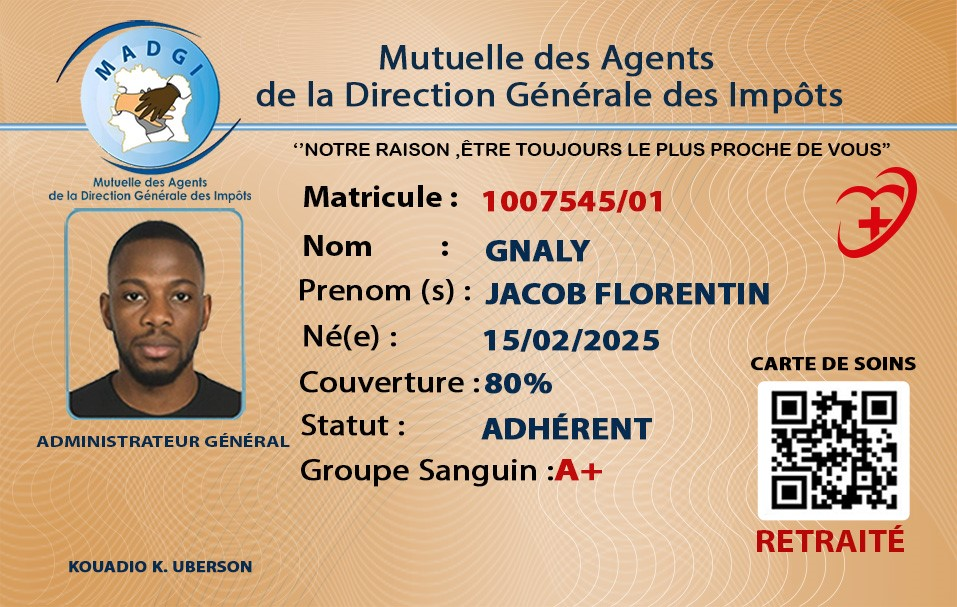 MADGI
Mutuelle des Agents
de la Direction Générale des Impôts
Mutuelle des Agents
de la Direction Générale des Impôts
‘’NOTRE RAISON ,ÊTRE TOUJOURS LE PLUS PROCHE DE VOUS”
Matricule : 1007545/01
Nom : GNALY
Prenom (s) : JACOB FLORENTIN
Né(e) : 15/02/2025
Couverture : 80%
Statut : ADHÉRENT
Groupe Sanguin : A+
ADMINISTRATEUR GÉNÉRAL
KOUADIO K. UBERSON
CARTE DE SOINS
RETRAITÉ